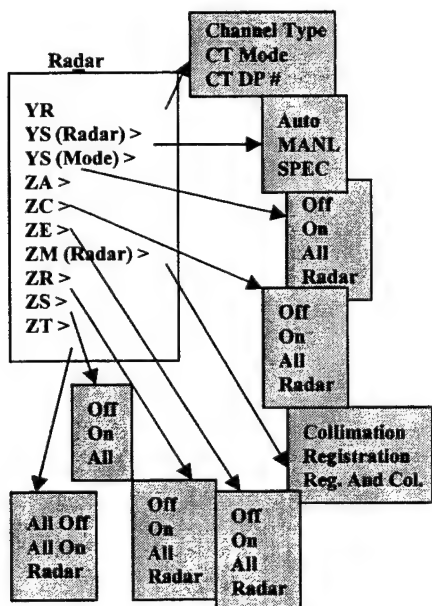 Radar
YR
YS (Radar) >
YS (Mode) >
ZA >
ZC >
ZE >
ZM (Radar) >
ZR >
ZS >
ZT >
Channel Type
CT Mode
CT DP #
Auto
MANL
SPEC
Off
On
All
Radar
Off
On
All
Radar
Collimation
Registration
Reg. And Col.
Off
On
All
All Off
All On
Radar
Off
On
All
Radar
Off
On
All
Radar